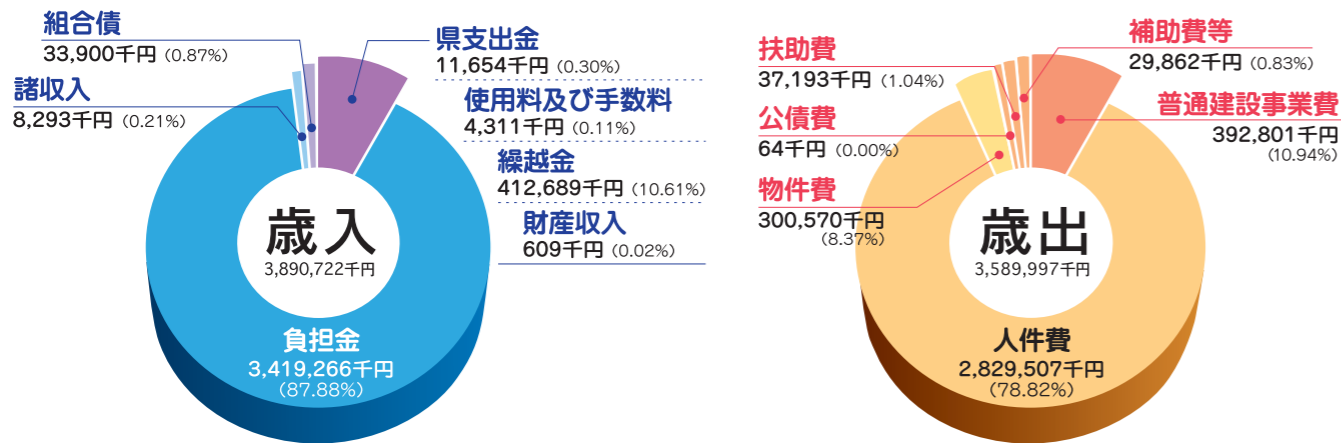 組合債
33,900千円 (0.87%)
諸収入
8,293千円 (0.21%)
県支出金
11,654千円 (0.30%)
使用料及び手数料
4,311千円 (0.11%)
繰越金
412,689千円 (10.61%)
財産収入
609千円 (0.02%)
歳入
3,890,722千円
負担金
3,419,266千円
(87.88%)
扶助費
37,193千円 (1.04%)
公債費
64千円 (0.00%)
物件費
300,570千円
(8.37%)
補助費等
29,862千円 (0.83%)
普通建設事業費
392,801千円
(10.94%)
歳出
3,589,997千円
人件費
2,829,507千円
(78.82%)